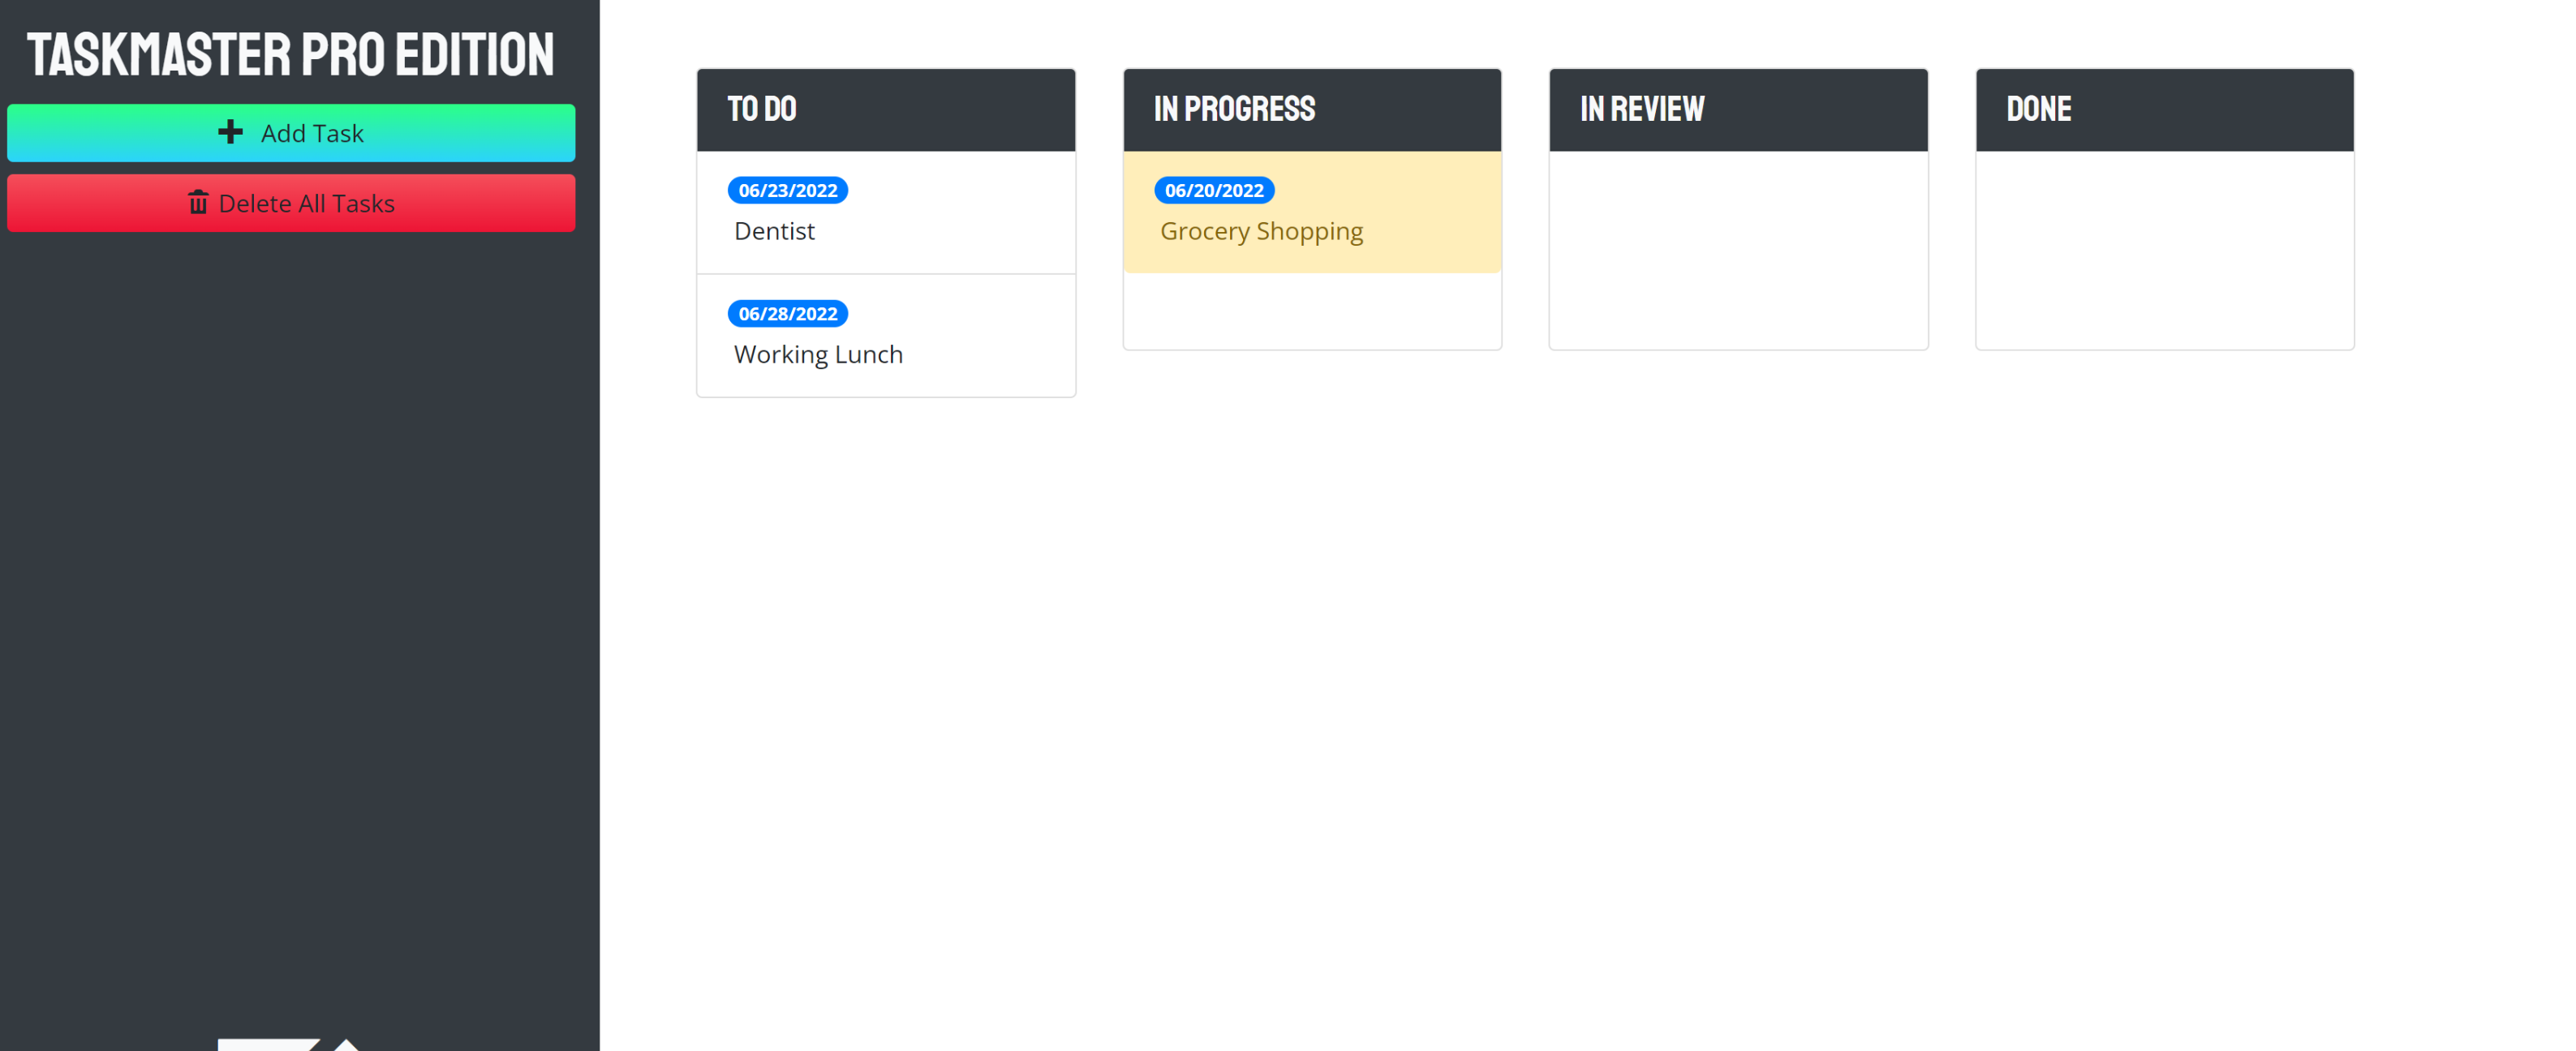 TASKMASTER PRO EDITION
Add Task
Delete All Tasks
TO DO
06/23/2022
Dentist
06/28/2022
Working Lunch
IN PROGRESS
06/20/2022
Grocery Shopping
IN REVIEW
DONE